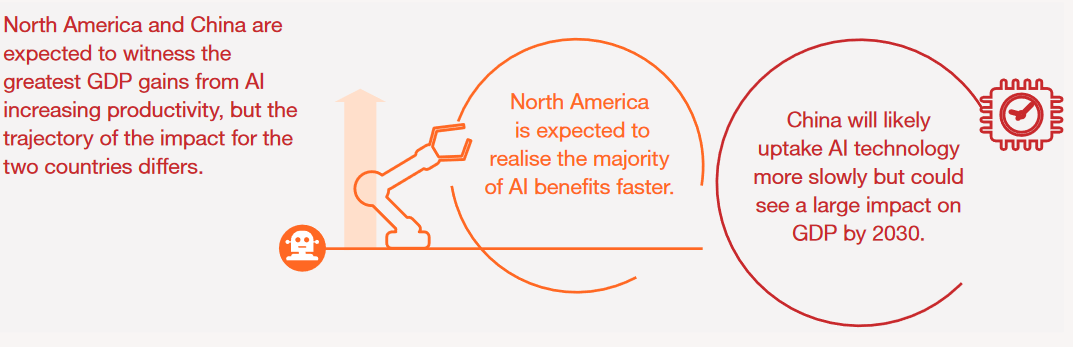 North America and China are
expected to witness the
greatest GDP gains from AI
increasing productivity, but the
trajectory of the impact for the
two countries differs.
North America
is expected to
realise the majority
of AI benefits faster.
China will likely
uptake AI technology
more slowly but could
see a large impact on
GDP by 2030.